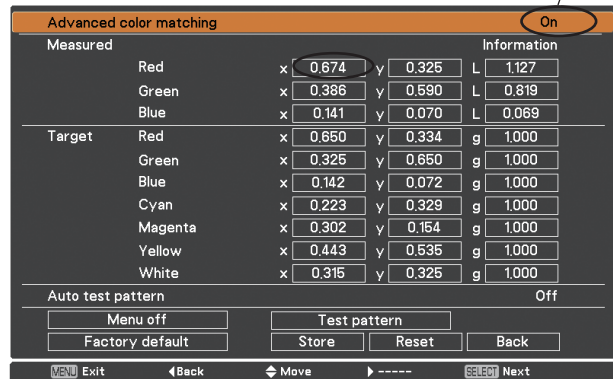 Advanced color matching On
Measured Information
Red x 0.674 y 0.325 L 1.127
Green x 0.386 y 0.590 L 0.819
Blue x 0.141 y 0.070 L 0.069
Target Red x 0.650 y 0.334 g 1.000
Green x 0.325 y 0.650 g 1.000
Blue x 0.142 y 0.072 g 1.000
Cyan x 0.223 y 0.329 g 1.000
Magenta x 0.302 y 0.154 g 1.000
Yellow x 0.443 y 0.535 g 1.000
White x 0.315 y 0.325 g 1.000
Auto test pattern Off
Menu off Test pattern
Factory default Store Reset Back
MENU Exit Back Move ----- SELECT Next